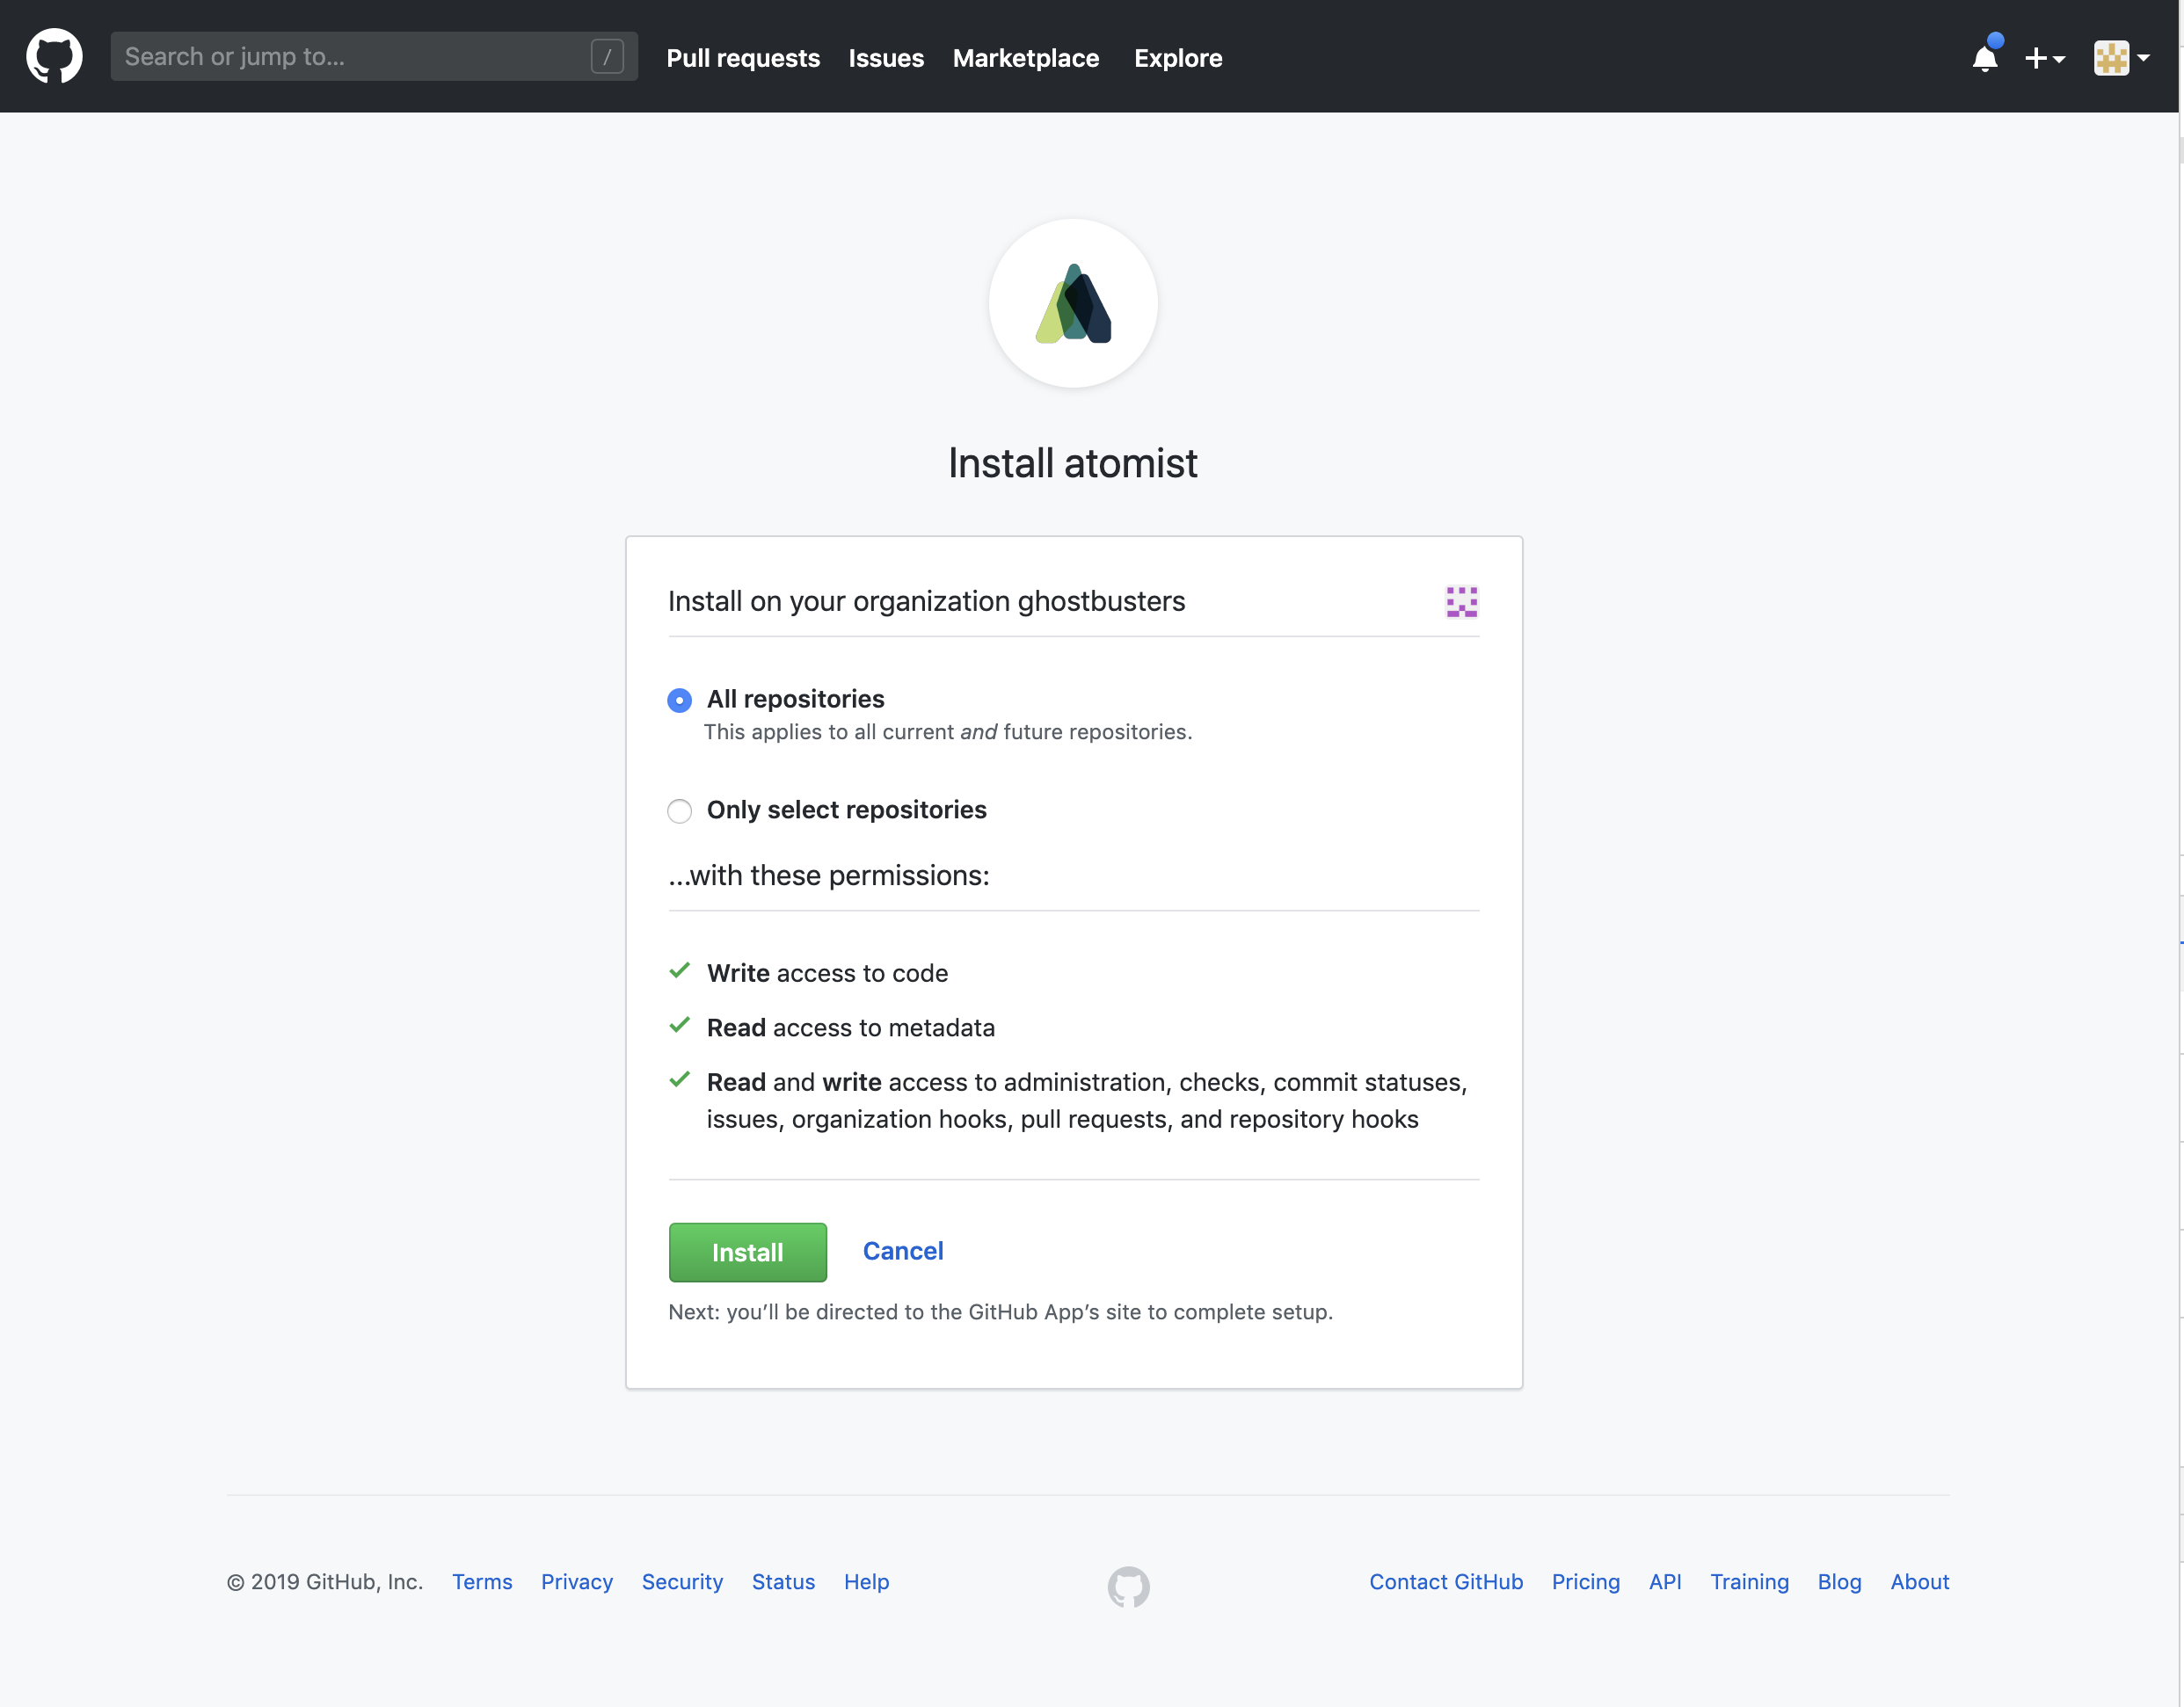 Search or jump to... /
Pull requests Issues Marketplace Explore
Install atomist
Install on your organization ghostbusters
All repositories
This applies to all current and future repositories.
Only select repositories
...with these permissions:
Write access to code
Read access to metadata
Read and write access to administration, checks, commit statuses,
issues, organization hooks, pull requests, and repository hooks
Install Cancel
Next: you’ll be directed to the GitHub App’s site to complete setup.
© 2019 GitHub, Inc. Terms Privacy Security Status Help Contact GitHub Pricing API Training Blog About